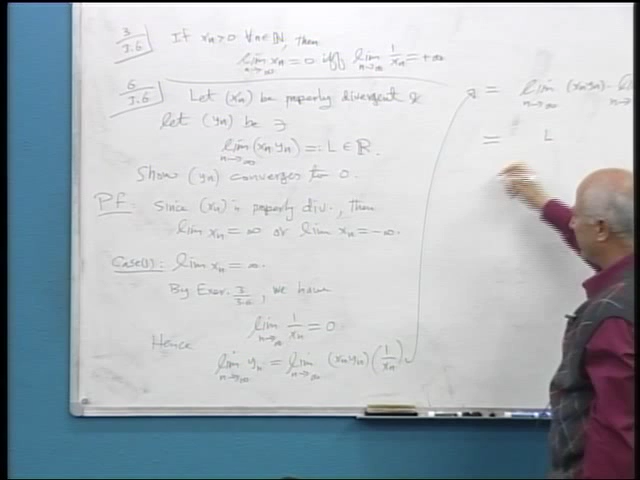 3/3.6 If xn > 0 ∀n∈ℕ, then
lim n→∞ xn = 0 iff lim n→∞ 1/xn = +∞
6/3.6 Let (xn) be properly divergent &
let (yn) be ∋
lim n→∞ (xn yn) =: L ∈ ℝ.
Show (yn) converges to 0.
Pf: Since (xn) is properly div., then
lim xn = ∞ or lim xn = -∞.
Case(1): lim xn = ∞.
By Exer. 3/3.6, we have
lim n→∞ 1/xn = 0
Hence
lim n→∞ yn = lim n→∞ (xn yn)(1/xn)
= lim n→∞ (xn yn) · lim n→
= L